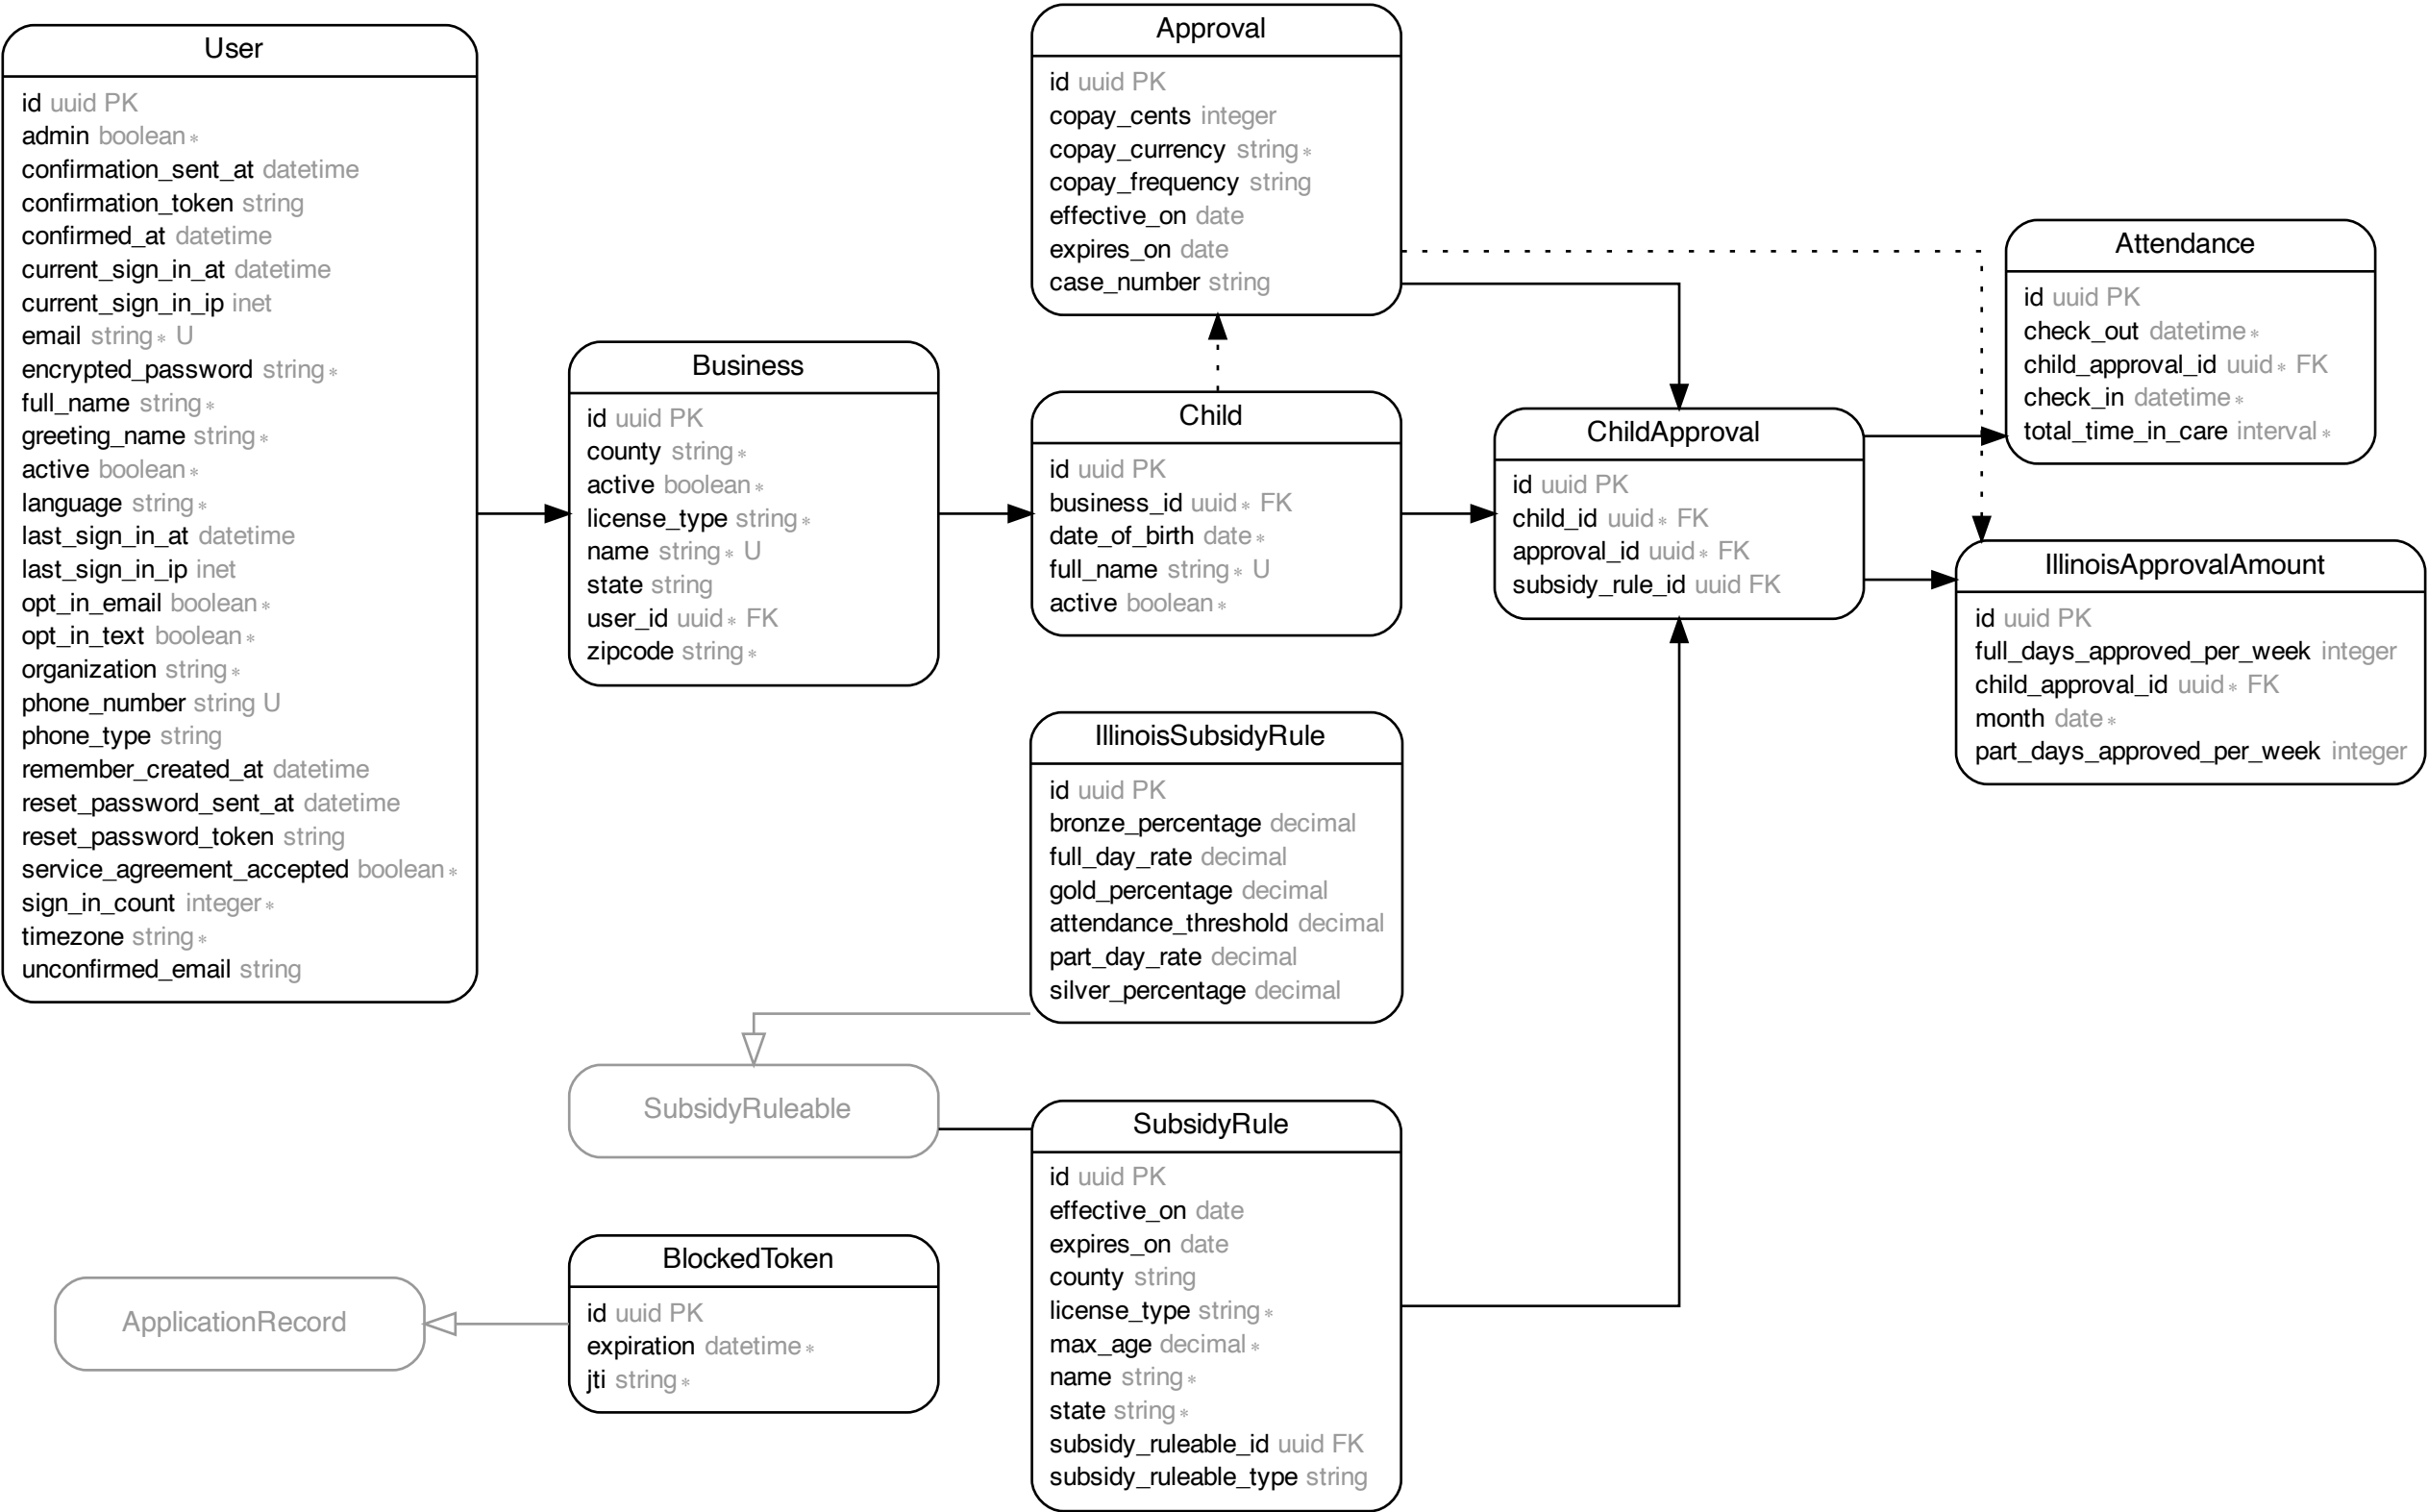 User
id uuid PK
admin boolean ∗
confirmation_sent_at datetime
confirmation_token string
confirmed_at datetime
current_sign_in_at datetime
current_sign_in_ip inet
email string ∗ U
encrypted_password string ∗
full_name string ∗
greeting_name string ∗
active boolean ∗
language string ∗
last_sign_in_at datetime
last_sign_in_ip inet
opt_in_email boolean ∗
opt_in_text boolean ∗
organization string ∗
phone_number string U
phone_type string
remember_created_at datetime
reset_password_sent_at datetime
reset_password_token string
service_agreement_accepted boolean ∗
sign_in_count integer ∗
timezone string ∗
unconfirmed_email string
Business
id uuid PK
county string ∗
active boolean ∗
license_type string ∗
name string ∗ U
state string
user_id uuid ∗ FK
zipcode string ∗
Approval
id uuid PK
copay_cents integer
copay_currency string ∗
copay_frequency string
effective_on date
expires_on date
case_number string
Child
id uuid PK
business_id uuid ∗ FK
date_of_birth date ∗
full_name string ∗ U
active boolean ∗
ChildApproval
id uuid PK
child_id uuid ∗ FK
approval_id uuid ∗ FK
subsidy_rule_id uuid FK
Attendance
id uuid PK
check_out datetime ∗
child_approval_id uuid ∗ FK
check_in datetime ∗
total_time_in_care interval ∗
IllinoisApprovalAmount
id uuid PK
full_days_approved_per_week integer
child_approval_id uuid ∗ FK
month date ∗
part_days_approved_per_week integer
IllinoisSubsidyRule
id uuid PK
bronze_percentage decimal
full_day_rate decimal
gold_percentage decimal
attendance_threshold decimal
part_day_rate decimal
silver_percentage decimal
SubsidyRuleable
SubsidyRule
id uuid PK
effective_on date
expires_on date
county string
license_type string ∗
max_age decimal ∗
name string ∗
state string ∗
subsidy_ruleable_id uuid FK
subsidy_ruleable_type string
ApplicationRecord
BlockedToken
id uuid PK
expiration datetime ∗
jti string ∗